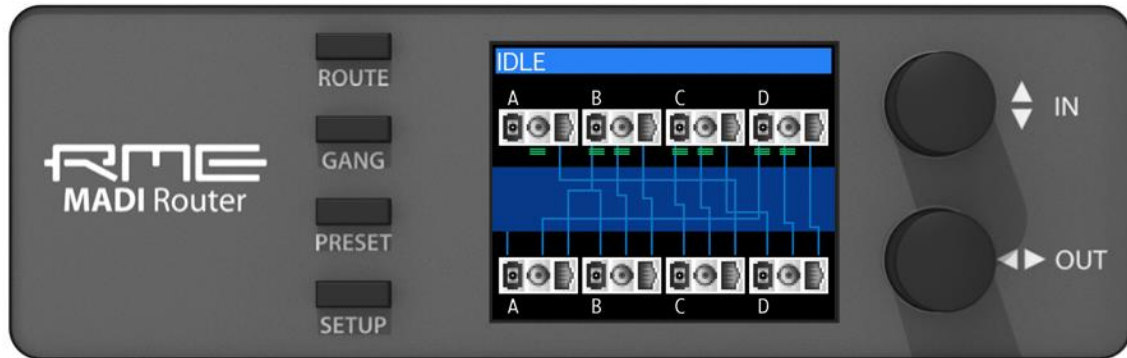 RME
MADI Router
ROUTE
GANG
PRESET
SETUP
IDLE
A B C D
A B C D
IN
OUT